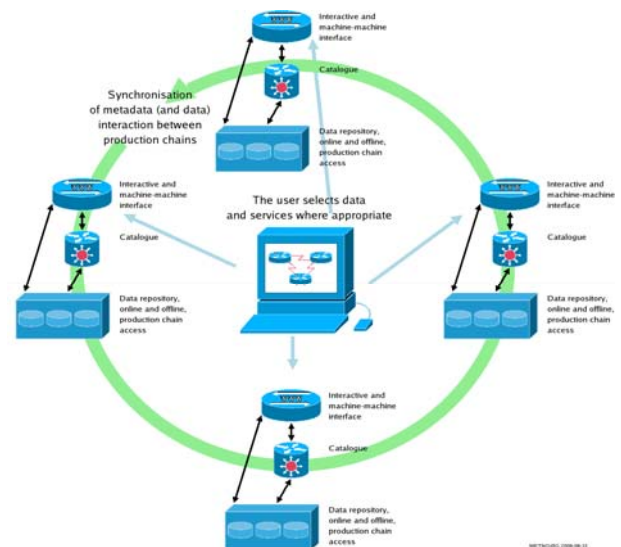 Interactive and
machine-machine
interface
Catalogue
Synchronisation
of metadata (and data)
interaction between
production chains
Data repository,
online and offline,
production chain
access
Interactive and
machine-machine
interface
Catalogue
Data repository,
online and offline,
production chain
access
The user selects data
and services where appropriate
Interactive and
machine-machine
interface
Catalogue
Data repository,
online and offline,
production chain
access
Interactive and
machine-machine
interface
Catalogue
Data repository,
online and offline,
production chain
access